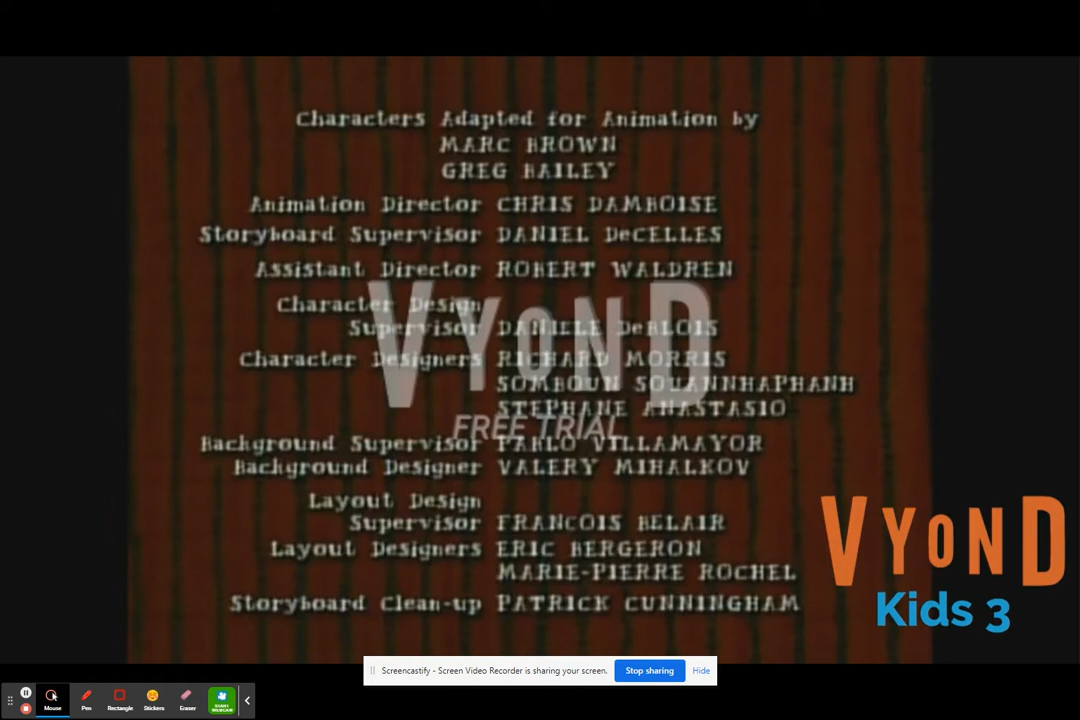 Characters Adapted for Animation by
MARC BROWN
GREG BAILEY
Animation Director CHRIS DAMBOISE
Storyboard Supervisor DANIEL DeCELLES
Assistant Director ROBERT WALDREN
Character Design
Supervisor DANIELE DeBLOIS
Character Designers RICHARD MORRIS
SOMBOUN SOUANNHAPHANH
STEPHANE ANASTASIO
Background Supervisor PABLO VILLAMAYOR
Background Designer VALERY MIHALKOV
Layout Design
Supervisor FRANCOIS BELAIR
Layout Designers ERIC BERGERON
MARIE-PIERRE ROCHEL
Storyboard Clean-up PATRICK CUNNINGHAM
VYOND
FREE TRIAL
VYOND
Kids 3
Screencastify - Screen Video Recorder is sharing your screen. Stop sharing Hide
Mouse Pen Rectangle Stickers Eraser